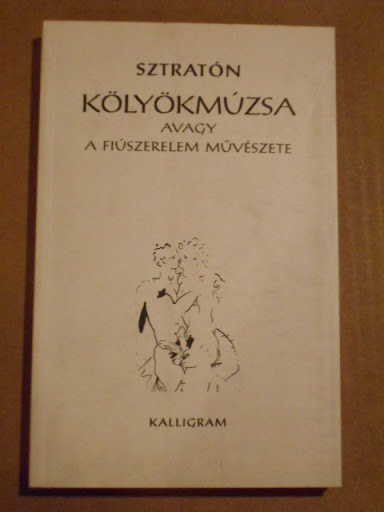 SZTRATÓN
KÖLYÖKMÚZSA
AVAGY
A FIÚSZERELEM MŰVÉSZETE
KALLIGRAM